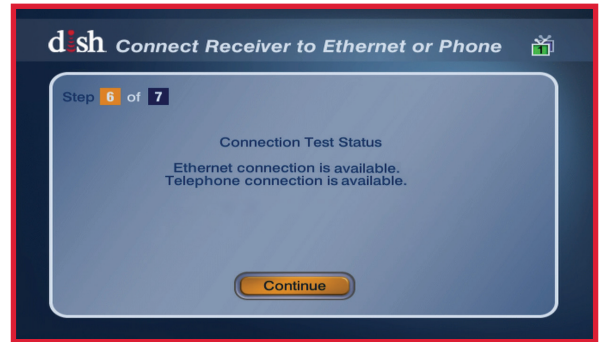 dish Connect Receiver to Ethernet or Phone 1
Step 6 of 7
Connection Test Status
Ethernet connection is available.
Telephone connection is available.
Continue